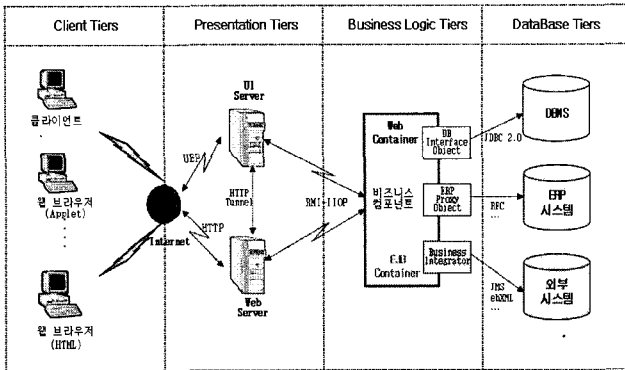 Client Tiers
Presentation Tiers
Business Logic Tiers
DataBase Tiers
클라이언트
.
웹 브라우저
(Applet)
웹 브라우저
(HTML)
Internet
HTTP
UI
Server
HTTP
Tunnel
Web
Server
RMI-IIOP
Web
Container
비즈니스
컴포넌트
EJB
Container
DB
Interface
Object
ERP
Proxy
Object
Business
Integrator
JDBC 2.0
RFC
...
JMS
ebXML
...
DBMS
ERP
시스템
외부
시스템